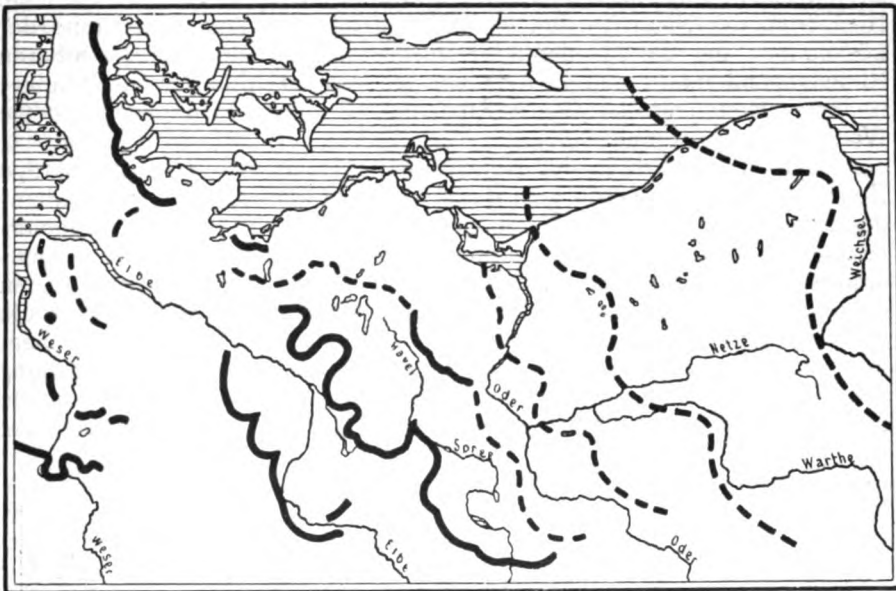 Elbe
Weser
Havel
Weichsel
Netze
Oder
Spree
Warthe
Weser
Elbe
Oder